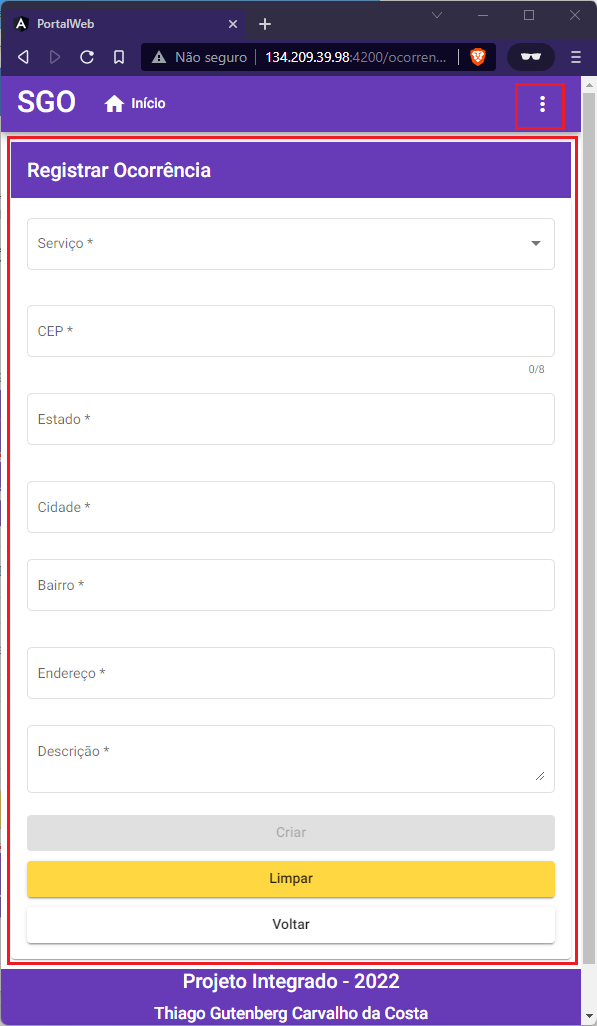 PortalWeb
Não seguro
134.209.39.98:4200/ocorren...
SGO
Início
Registrar Ocorrência
Serviço *
CEP *
0/8
Estado *
Cidade *
Bairro *
Endereço *
Descrição *
Criar
Limpar
Voltar
Projeto Integrado - 2022
Thiago Gutenberg Carvalho da Costa